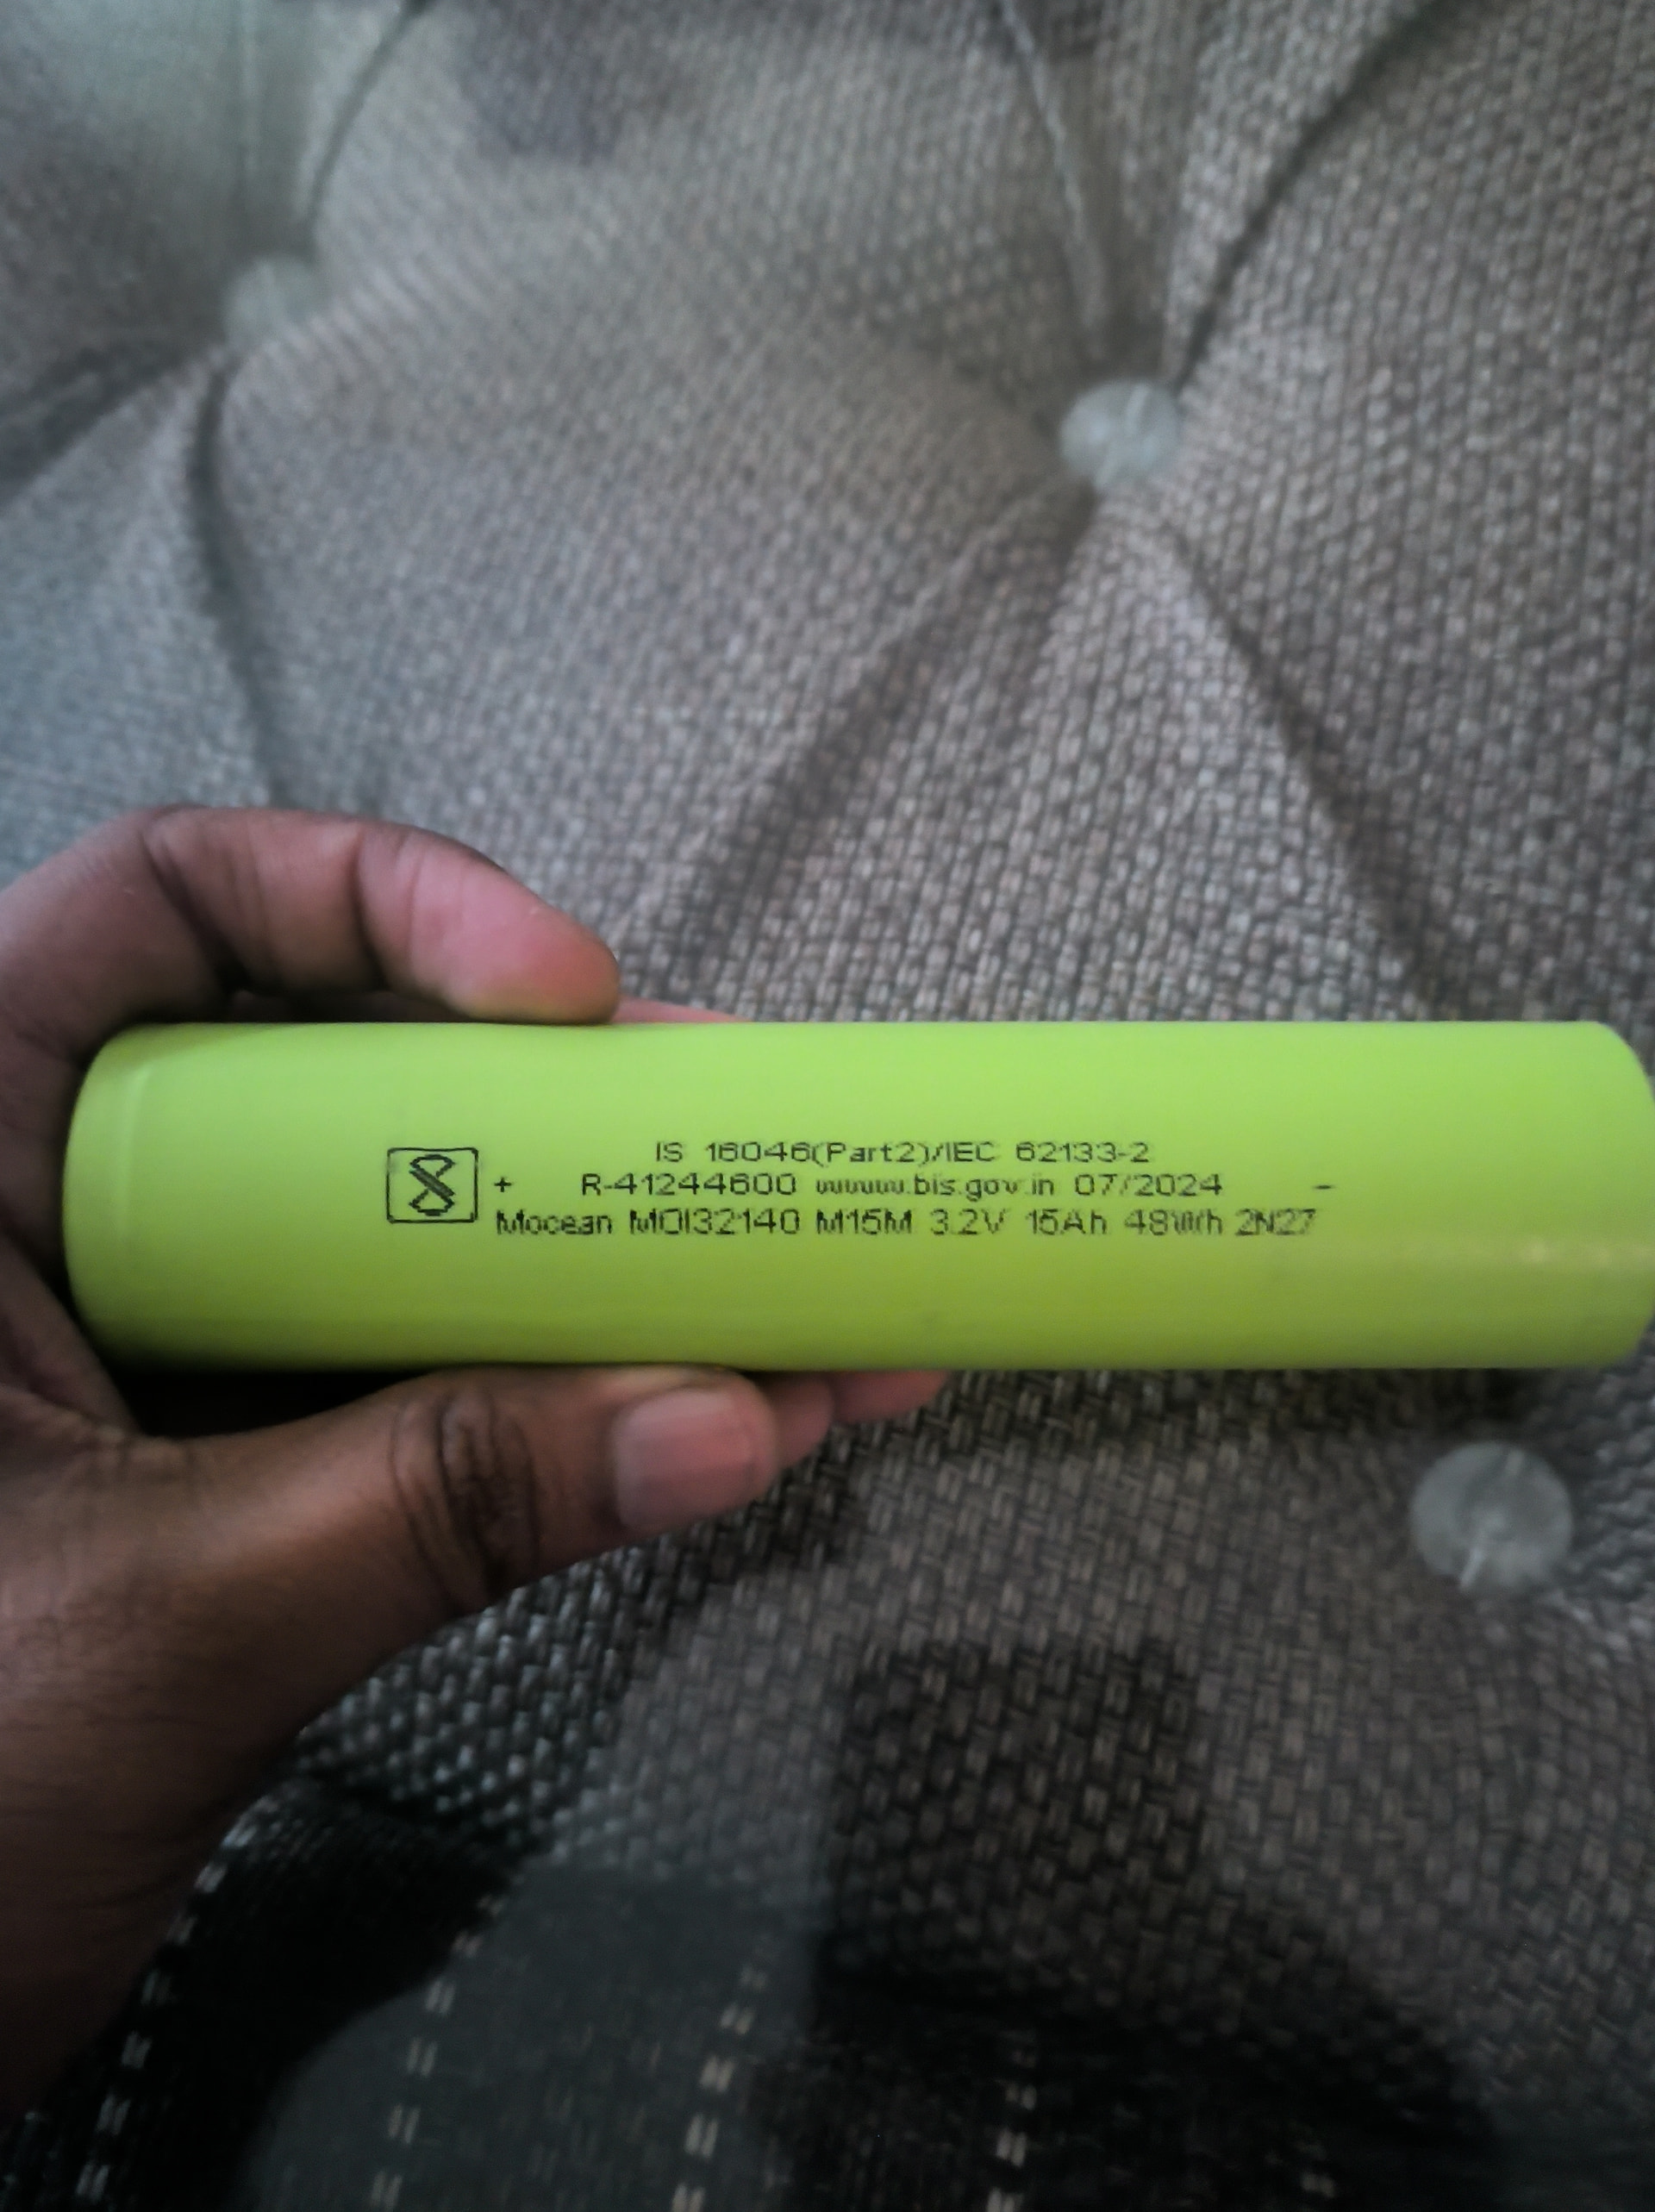 IS 16046(Part2)/IEC 62133-2
+ R-41244600 www.bis.gov.in 07/2024 -
Mocean MOI32140 M15M 3.2V 15Ah 48Wh 2N27